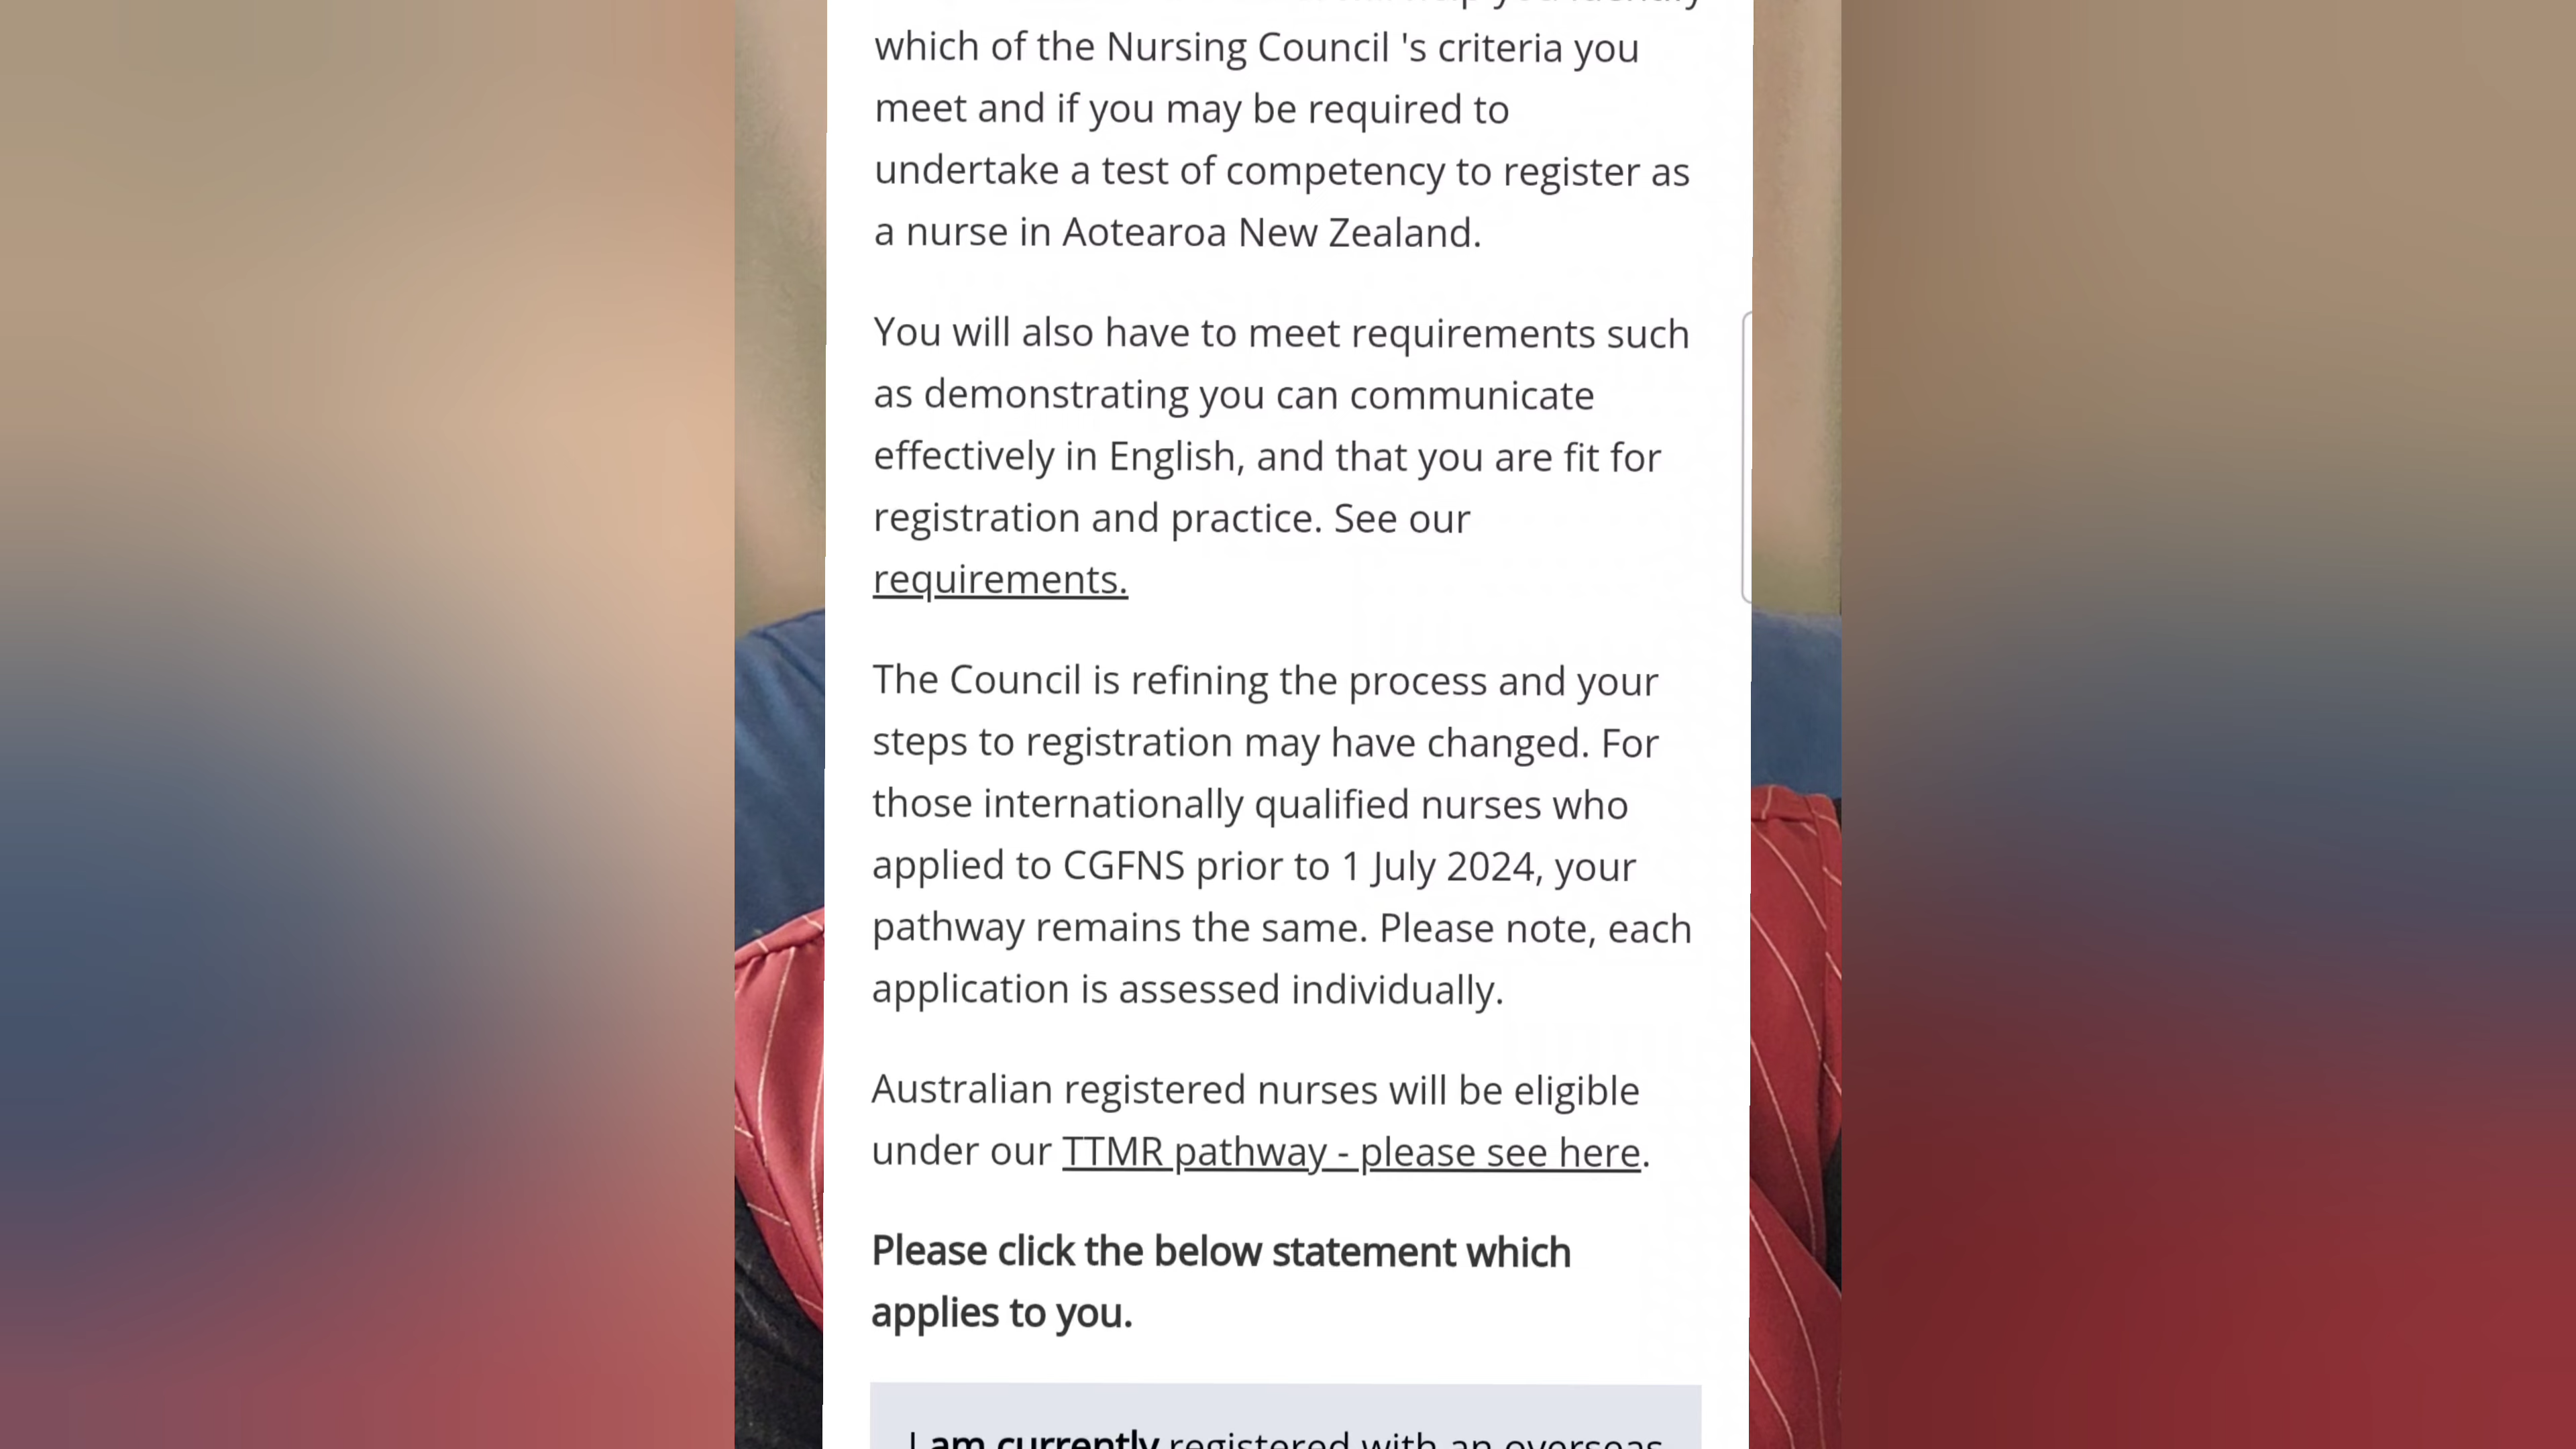 which of the Nursing Council 's criteria you
meet and if you may be required to
undertake a test of competency to register as
a nurse in Aotearoa New Zealand.
You will also have to meet requirements such
as demonstrating you can communicate
effectively in English, and that you are fit for
registration and practice. See our
requirements.
The Council is refining the process and your
steps to registration may have changed. For
those internationally qualified nurses who
applied to CGFNS prior to 1 July 2024, your
pathway remains the same. Please note, each
application is assessed individually.
Australian registered nurses will be eligible
under our TTMR pathway - please see here.
Please click the below statement which
applies to you.
I am currently registered with an overseas